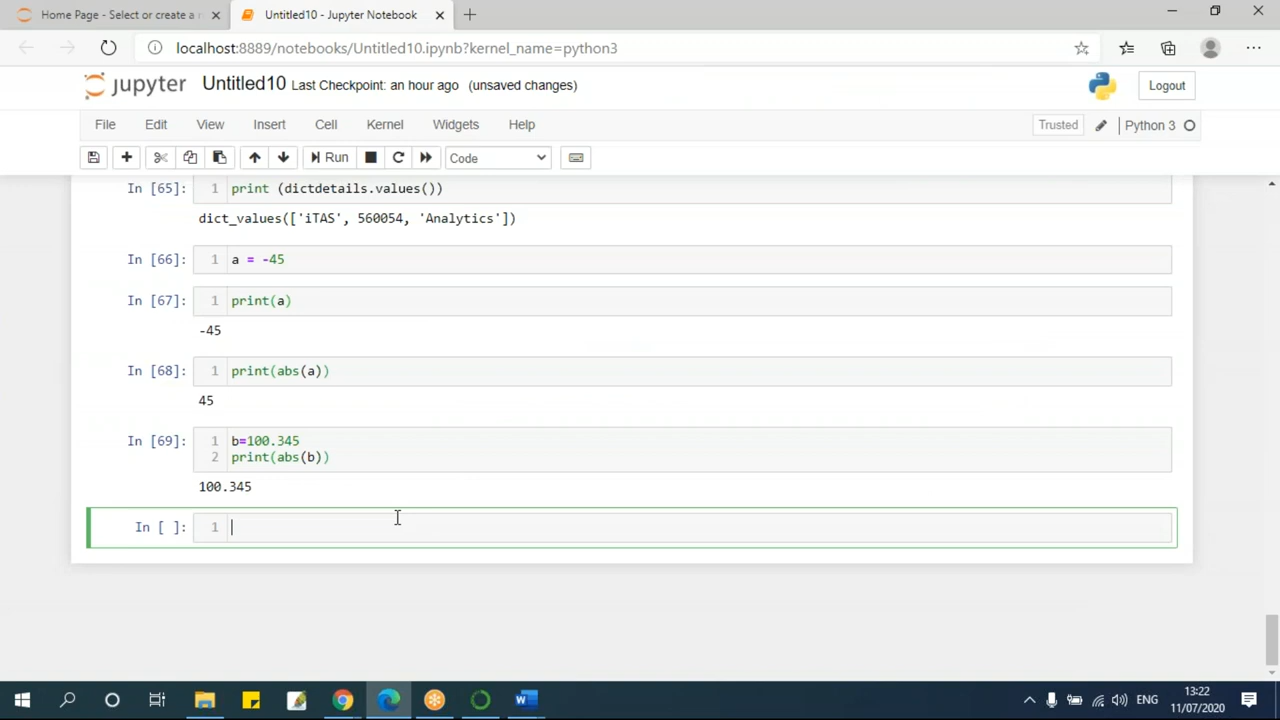 Home Page - Select or create a n
Untitled10 - Jupyter Notebook
localhost:8889/notebooks/Untitled10.ipynb?kernel_name=python3
jupyter Untitled10 Last Checkpoint: an hour ago (unsaved changes)
Logout
File Edit View Insert Cell Kernel Widgets Help
Trusted
Python 3
Run
Code
In [65]: 1 print (dictdetails.values())
dict_values(['iTAS', 560054, 'Analytics'])
In [66]: 1 a = -45
In [67]: 1 print(a)
-45
In [68]: 1 print(abs(a))
45
In [69]: 1 b=100.345
2 print(abs(b))
100.345
In [ ]: 1
ENG
13:22
11/07/2020